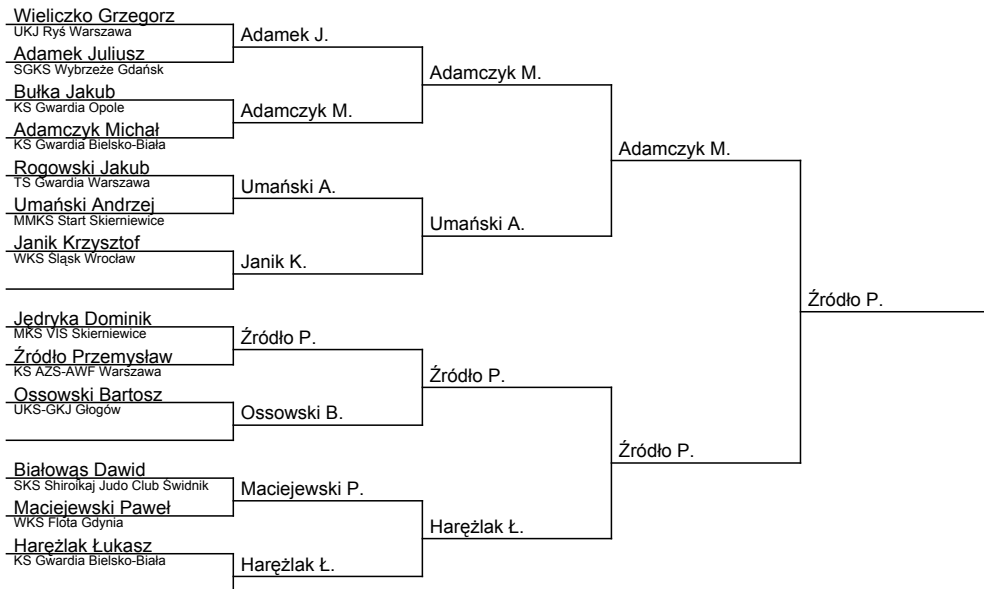 Wieliczko Grzegorz
UKJ Ryś Warszawa
Adamek Juliusz
SGKS Wybrzeże Gdańsk
Bułka Jakub
KS Gwardia Opole
Adamczyk Michał
KS Gwardia Bielsko-Biała
Rogowski Jakub
TS Gwardia Warszawa
Umański Andrzej
MMKS Start Skierniewice
Janik Krzysztof
WKS Śląsk Wrocław
Jędryka Dominik
MKS VIS Skierniewice
Źródło Przemysław
KS AZS-AWF Warszawa
Ossowski Bartosz
UKS-GKJ Głogów
Białowąs Dawid
SKS Shiroikaj Judo Club Świdnik
Maciejewski Paweł
WKS Flota Gdynia
Harężlak Łukasz
KS Gwardia Bielsko-Biała
Adamek J.
Adamczyk M.
Umański A.
Janik K.
Źródło P.
Ossowski B.
Maciejewski P.
Harężlak Ł.
Adamczyk M.
Umański A.
Źródło P.
Harężlak Ł.
Adamczyk M.
Źródło P.
Źródło P.